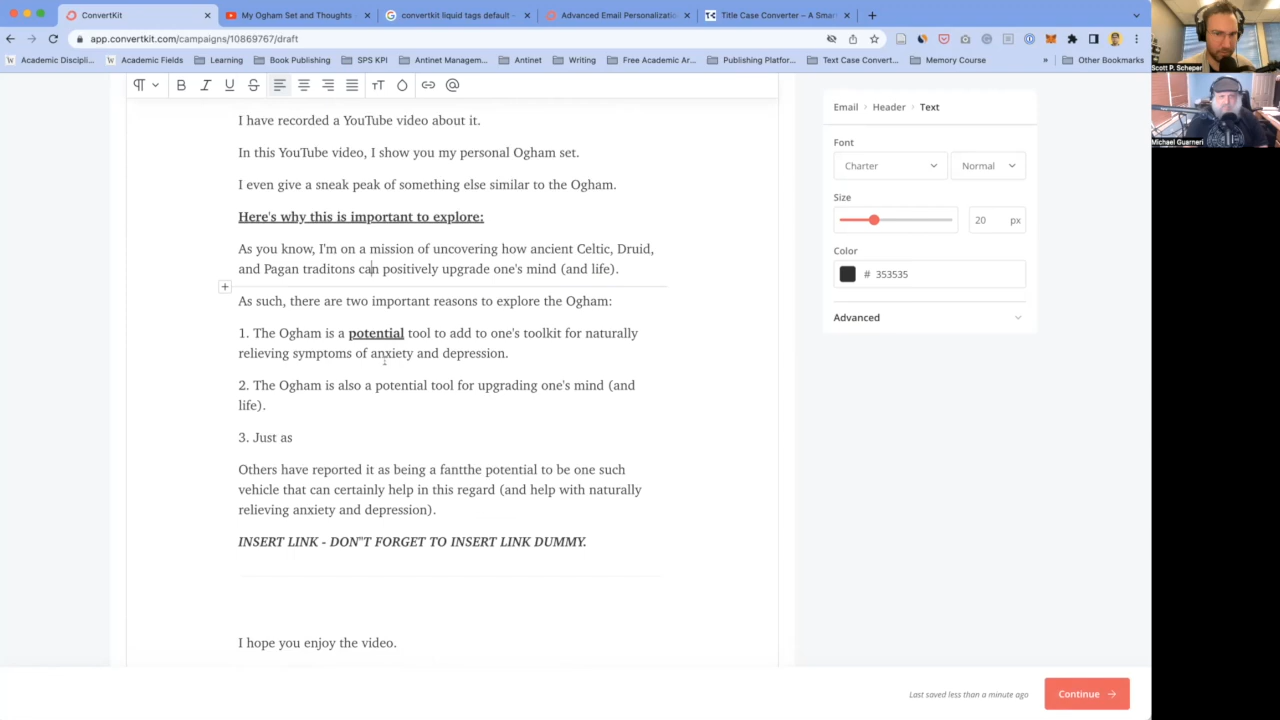 ConvertKit
My Ogham Set and Thoughts
convertkit liquid tags default -
Advanced Email Personalizatio
Title Case Converter – A Smar
app.convertkit.com/campaigns/10869767/draft
Academic Discipli...
Academic Fields
Learning
Book Publishing
SPS KPI
Antinet Marketing
Antinet
Writing
Free Academic Ar...
Publishing Platfor...
Text Case Convert...
Memory Course
»
Other Bookmarks
Scott P. Scheper
Michael Guarneri
I have recorded a YouTube video about it.
In this YouTube video, I show you my personal Ogham set.
I even give a sneak peak of something else similar to the Ogham.
Here's why this is important to explore:
As you know, I'm on a mission of uncovering how ancient Celtic, Druid,
and Pagan traditons can positively upgrade one's mind (and life).
As such, there are two important reasons to explore the Ogham:
1. The Ogham is a potential tool to add to one's toolkit for naturally
relieving symptoms of anxiety and depression.
2. The Ogham is also a potential tool for upgrading one's mind (and
life).
3. Just as
Others have reported it as being a fantthe potential to be one such
vehicle that can certainly help in this regard (and help with naturally
relieving anxiety and depression).
INSERT LINK - DON"T FORGET TO INSERT LINK DUMMY.
I hope you enjoy the video.
Email > Header > Text
Font
Charter
Normal
Size
20 px
Color
# 353535
Advanced
Last saved less than a minute ago
Continue →